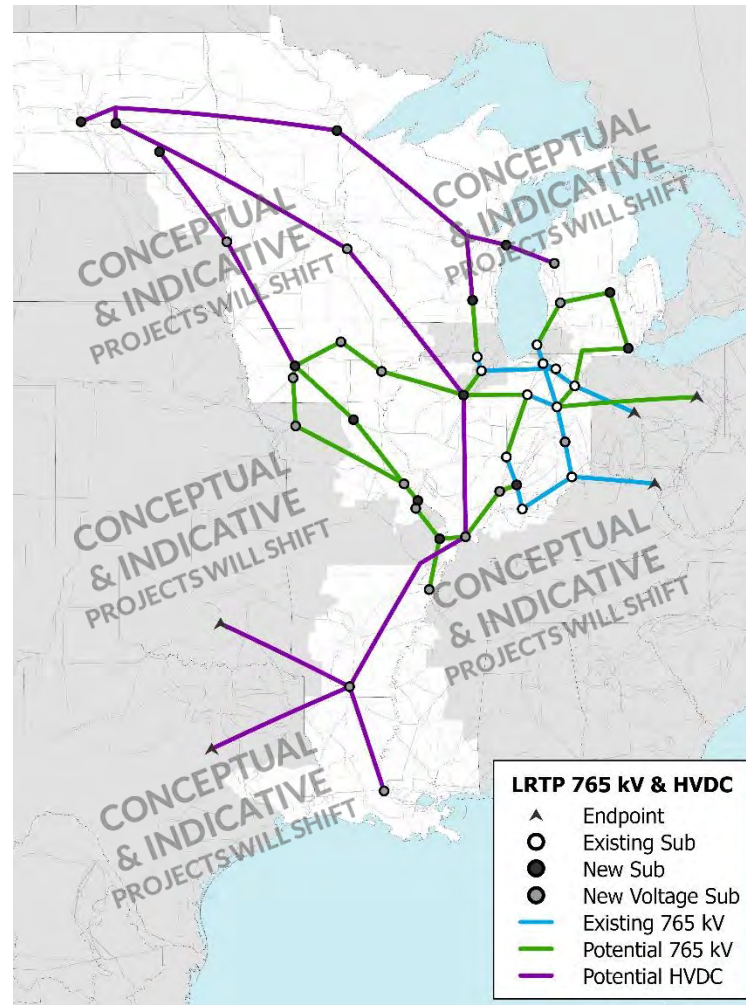 CONCEPTUAL
& INDICATIVE
PROJECTS WILL SHIFT
CONCEPTUAL
& INDICATIVE
PROJECTS WILL SHIFT
CONCEPTUAL
& INDICATIVE
PROJECTS WILL SHIFT
CONCEPTUAL
& INDICATIVE
PROJECTS WILL SHIFT
CONCEPTUAL
& INDICATIVE
PROJECTS WILL SHIFT
LRTP 765 kV & HVDC
Endpoint
Existing Sub
New Sub
New Voltage Sub
Existing 765 kV
Potential 765 kV
Potential HVDC